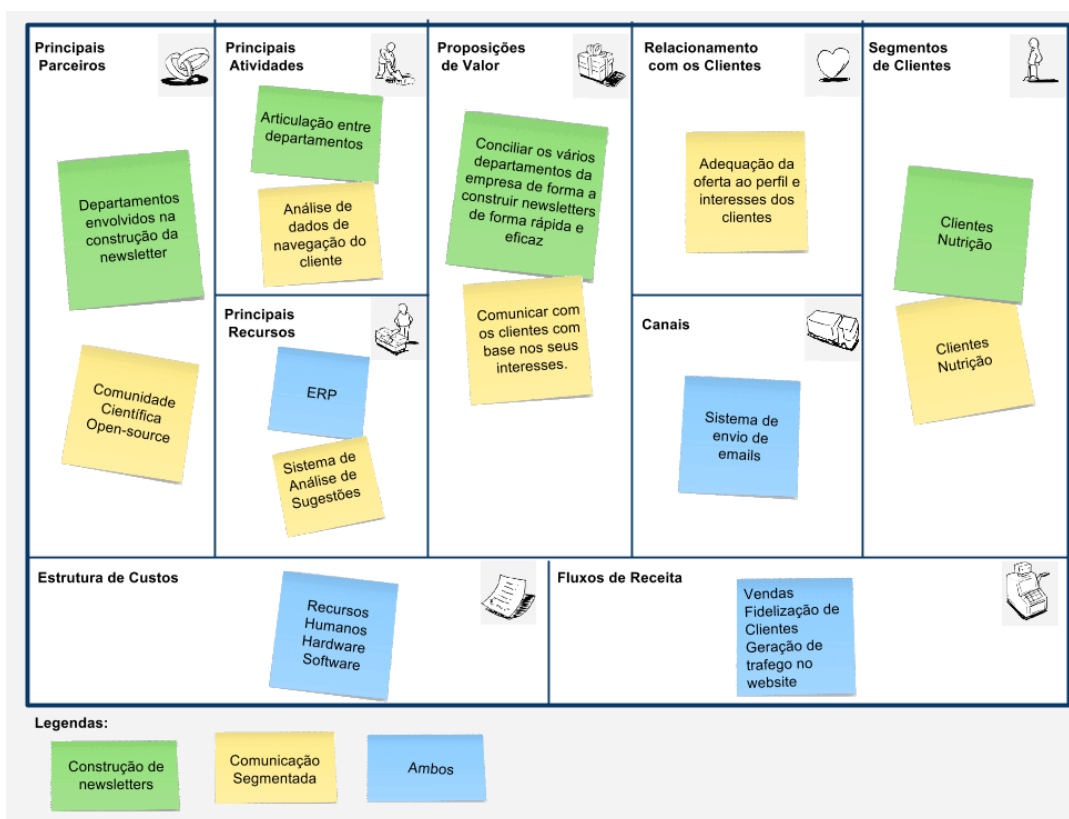 Principais
Parceiros
Departamentos
envolvidos na
construção da
newsletter
Comunidade
Científica
Open-source
Principais
Atividades
Articulação entre
departamentos
Análise de
dados de
navegação do
cliente
Principais
Recursos
ERP
Sistema de
Análise de
Sugestões
Proposições
de Valor
Conciliar os vários
departamentos da
empresa de forma a
construir newsletters
de forma rápida e
eficaz
Comunicar com
os clientes com
base nos seus
interesses.
Relacionamento
com os Clientes
Adequação da
oferta ao perfil e
interesses dos
clientes
Canais
Sistema de
envio de
emails
Segmentos
de Clientes
Clientes
Nutrição
Clientes
Nutrição
Estrutura de Custos
Recursos
Humanos
Hardware
Software
Fluxos de Receita
Vendas
Fidelização de
Clientes
Geração de
trafego no
website
Legendas:
Construção de
newsletters
Comunicação
Segmentada
Ambos